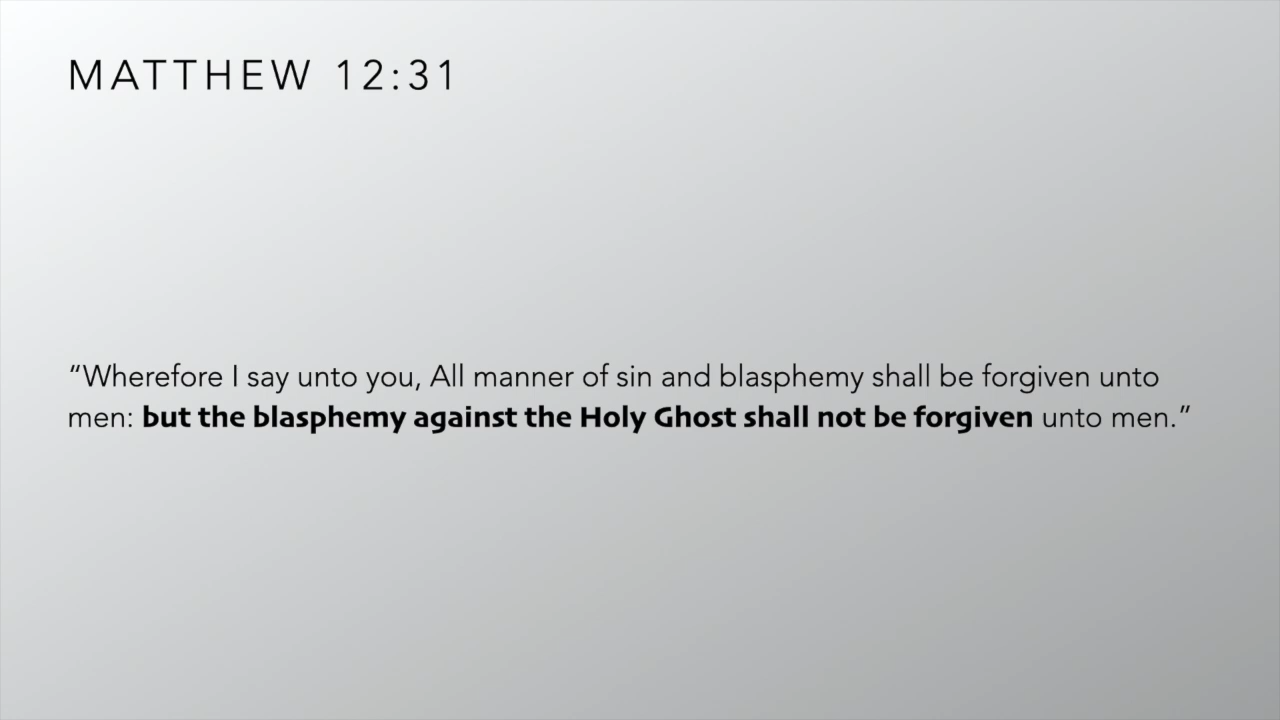 MATTHEW 12:31
“Wherefore I say unto you, All manner of sin and blasphemy shall be forgiven unto
men: but the blasphemy against the Holy Ghost shall not be forgiven unto men.”